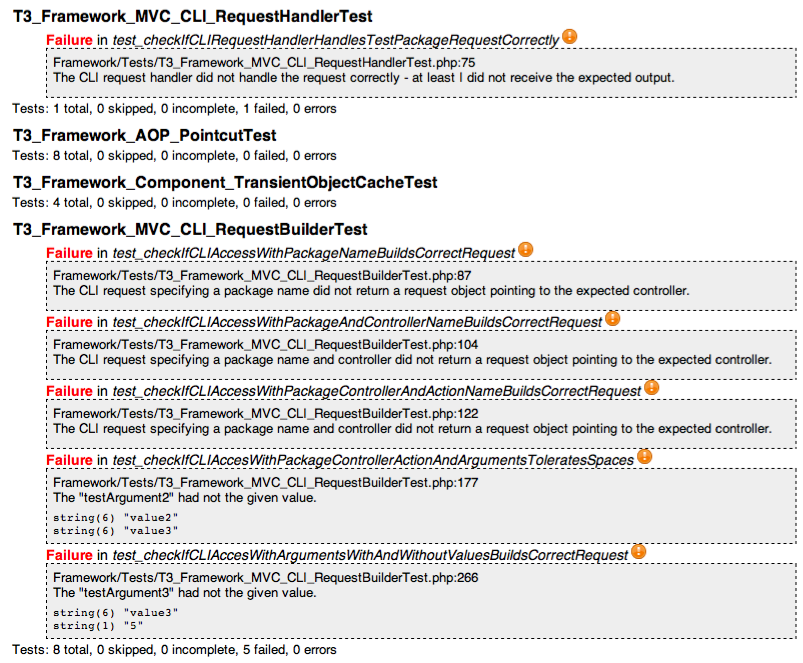 T3_Framework_MVC_CLI_RequestHandlerTest
Failure in test_checkIfCLIRequestHandlerHandlesTestPackageRequestCorrectly
Framework/Tests/T3_Framework_MVC_CLI_RequestHandlerTest.php:75
The CLI request handler did not handle the request correctly - at least I did not receive the expected output.
Tests: 1 total, 0 skipped, 0 incomplete, 1 failed, 0 errors
T3_Framework_AOP_PointcutTest
Tests: 8 total, 0 skipped, 0 incomplete, 0 failed, 0 errors
T3_Framework_Component_TransientObjectCacheTest
Tests: 4 total, 0 skipped, 0 incomplete, 0 failed, 0 errors
T3_Framework_MVC_CLI_RequestBuilderTest
Failure in test_checkIfCLIAccessWithPackageNameBuildsCorrectRequest
Framework/Tests/T3_Framework_MVC_CLI_RequestBuilderTest.php:87
The CLI request specifying a package name did not return a request object pointing to the expected controller.
Failure in test_checkIfCLIAccessWithPackageAndControllerNameBuildsCorrectRequest
Framework/Tests/T3_Framework_MVC_CLI_RequestBuilderTest.php:104
The CLI request specifying a package name and controller did not return a request object pointing to the expected controller.
Failure in test_checkIfCLIAccessWithPackageControllerAndActionNameBuildsCorrectRequest
Framework/Tests/T3_Framework_MVC_CLI_RequestBuilderTest.php:122
The CLI request specifying a package name and controller did not return a request object pointing to the expected controller.
Failure in test_checkIfCLIAccesWithPackageControllerActionAndArgumentsToleratesSpaces
Framework/Tests/T3_Framework_MVC_CLI_RequestBuilderTest.php:177
The "testArgument2" had not the given value.
string(6) "value2"
string(6) "value3"
Failure in test_checkIfCLIAccesWithArgumentsWithAndWithoutValuesBuildsCorrectRequest
Framework/Tests/T3_Framework_MVC_CLI_RequestBuilderTest.php:266
The "testArgument3" had not the given value.
string(6) "value3"
string(1) "5"
Tests: 8 total, 0 skipped, 0 incomplete, 5 failed, 0 errors